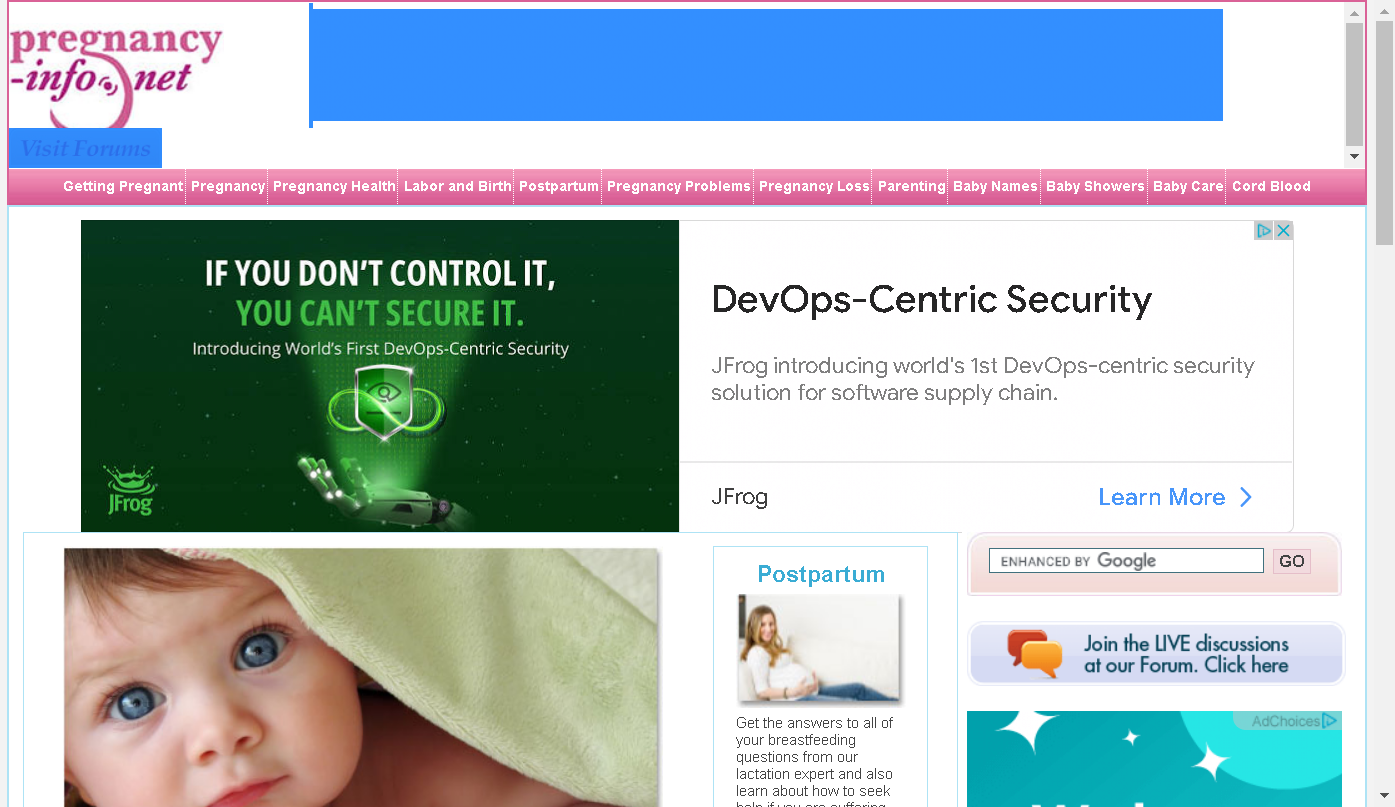 pregnancy
-info.net
Visit Forums
Getting Pregnant Pregnancy Pregnancy Health Labor and Birth Postpartum Pregnancy Problems Pregnancy Loss Parenting Baby Names Baby Showers Baby Care Cord Blood
IF YOU DON'T CONTROL IT,
YOU CAN'T SECURE IT.
Introducing World's First DevOps-Centric Security
JFrog
DevOps-Centric Security
JFrog introducing world's 1st DevOps-centric security
solution for software supply chain.
JFrog
Learn More
Postpartum
Get the answers to all of
your breastfeeding
questions from our
lactation expert and also
learn about how to seek
help if you are suffering
ENHANCED BY Google
GO
Join the LIVE discussions
at our Forum. Click here
AdChoices